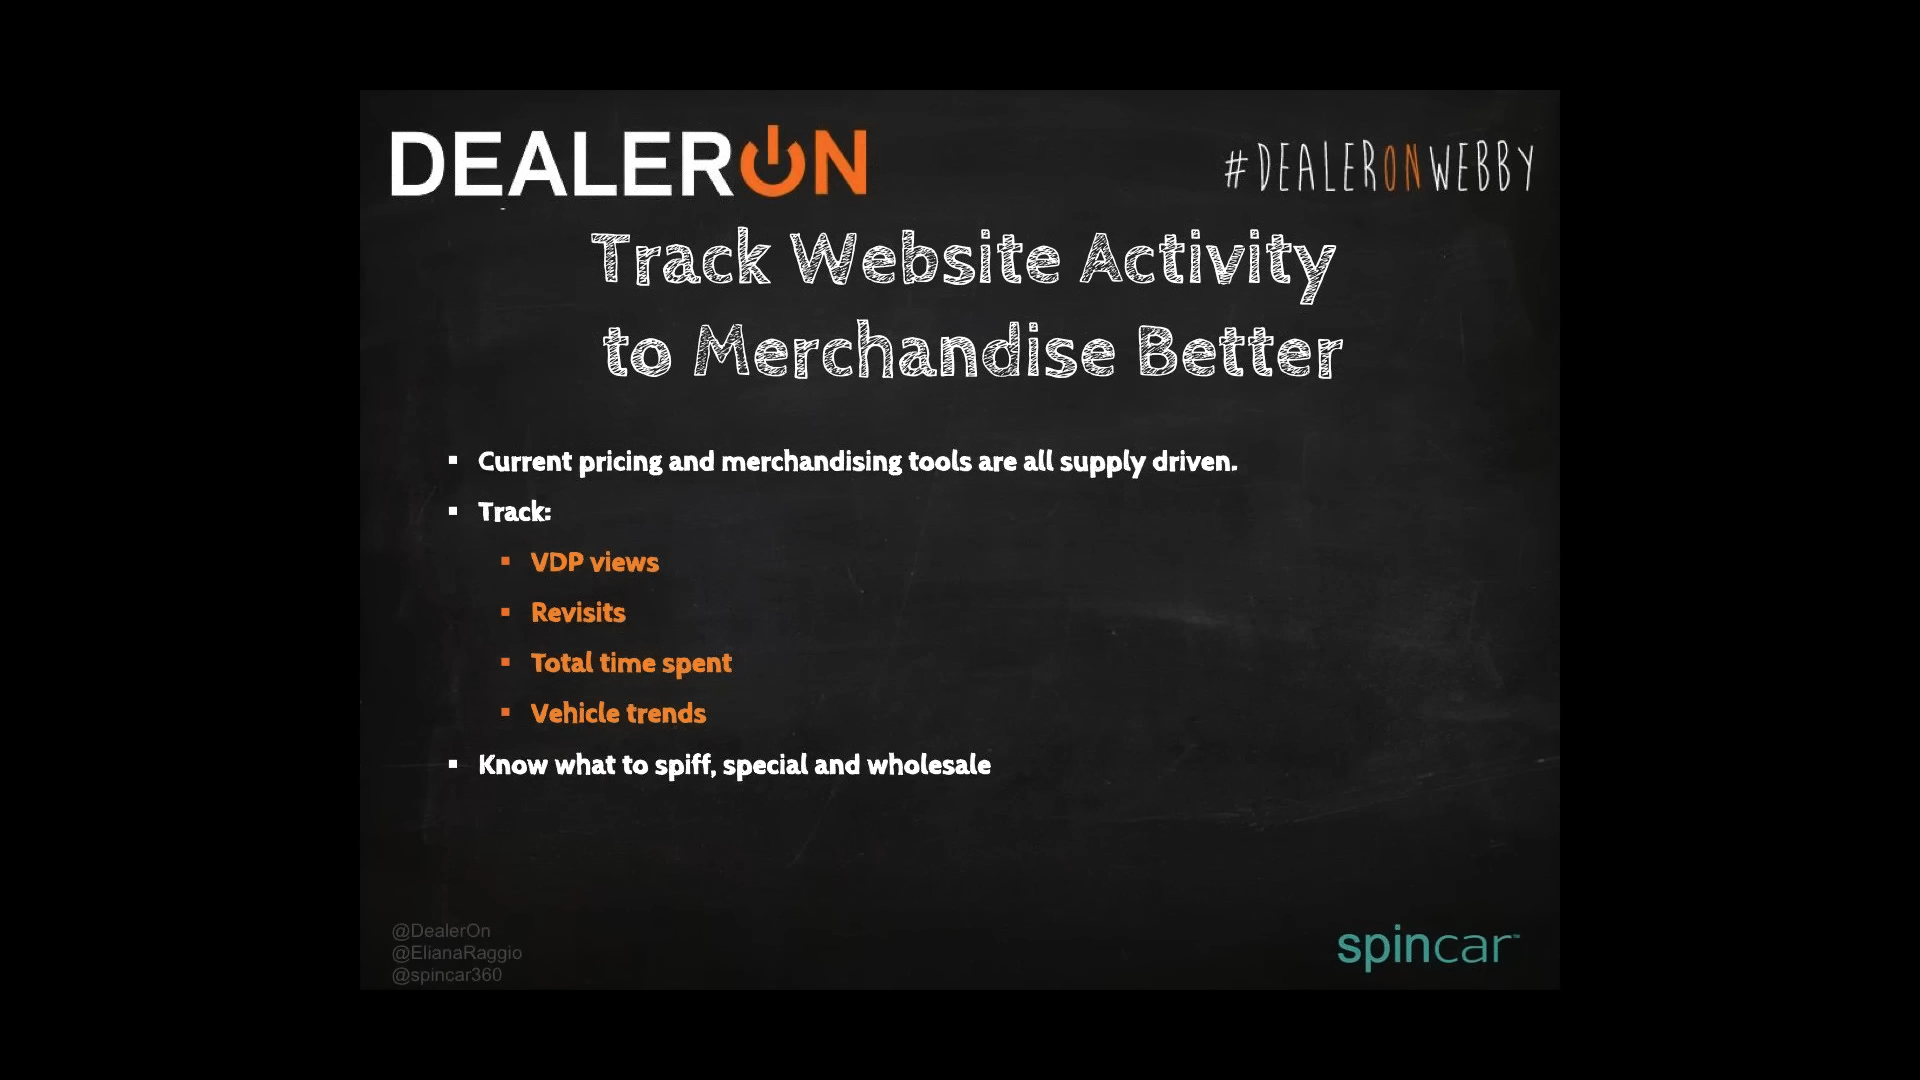 DEALERON
#DEALERONWEBBY
Track Website Activity
to Merchandise Better
▪ Current pricing and merchandising tools are all supply driven.
▪ Track:
▪ VDP views
▪ Revisits
▪ Total time spent
▪ Vehicle trends
▪ Know what to spiff, special and wholesale
@DealerOn
@ElianaRaggio
@spincar360
spincar™